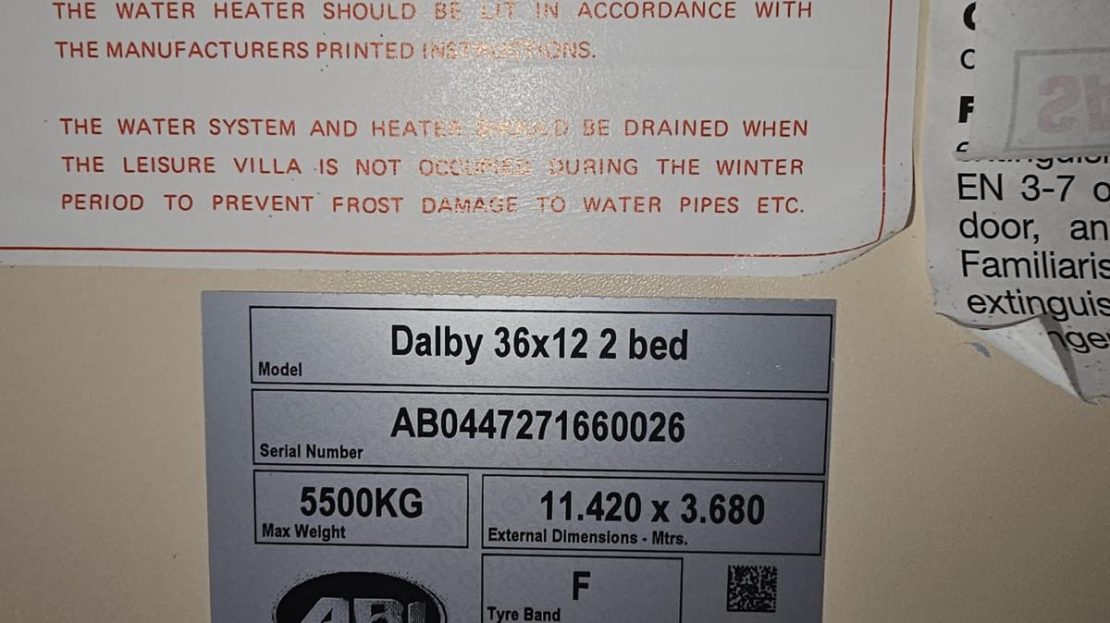 THE WATER HEATER SHOULD BE LIT IN ACCORDANCE WITH
THE MANUFACTURERS PRINTED INSTRUCTIONS.
THE WATER SYSTEM AND HEATER SHOULD BE DRAINED WHEN
THE LEISURE VILLA IS NOT OCCUPIED DURING THE WINTER
PERIOD TO PREVENT FROST DAMAGE TO WATER PIPES ETC.
EN 3-7
door, an
Familiaris
extinguis
Dalby 36x12 2 bed
Model
AB0447271660026
Serial Number
5500KG
Max Weight
11.420 x 3.680
External Dimensions - Mtrs.
F
Tyre Band
ABI